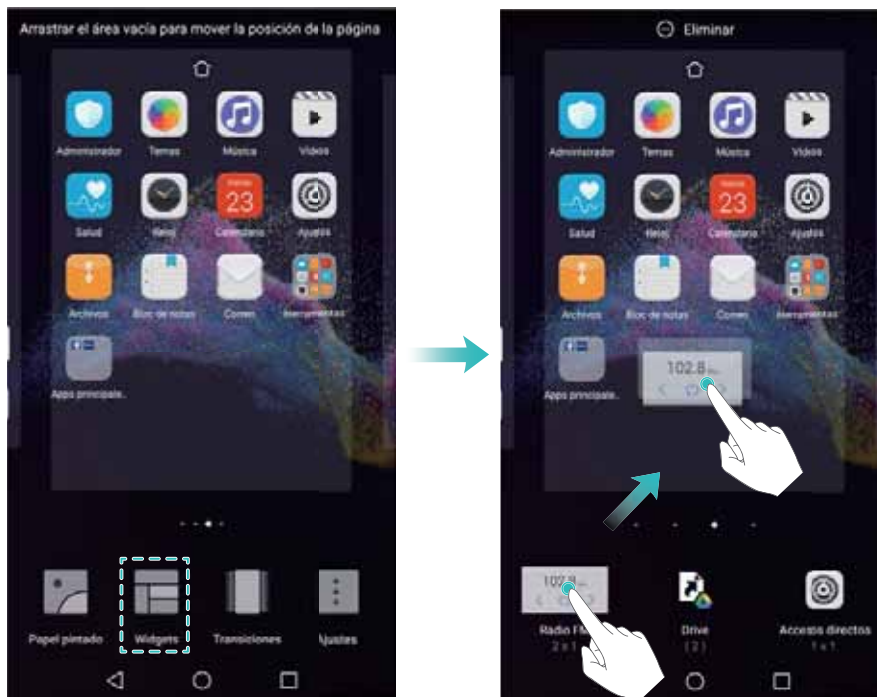 Arrastrar el área vacía para mover la posición de la página
Administrador Temas Música Vídeos
23
Salud Reloj Calendario Ajustes
Archivos Bloc de notas Correo Herramientas
Apps principale..
Papel pintado Widgets Transiciones Ajustes
Eliminar
Administrador Temas Música Vídeos
23
Salud Reloj Calendario Ajustes
Archivos Bloc de notas Correo Herramientas
102.8
Apps principale..
102.8
Radio FM Drive Accesos directos
2 x 1 (2) 1 x 1